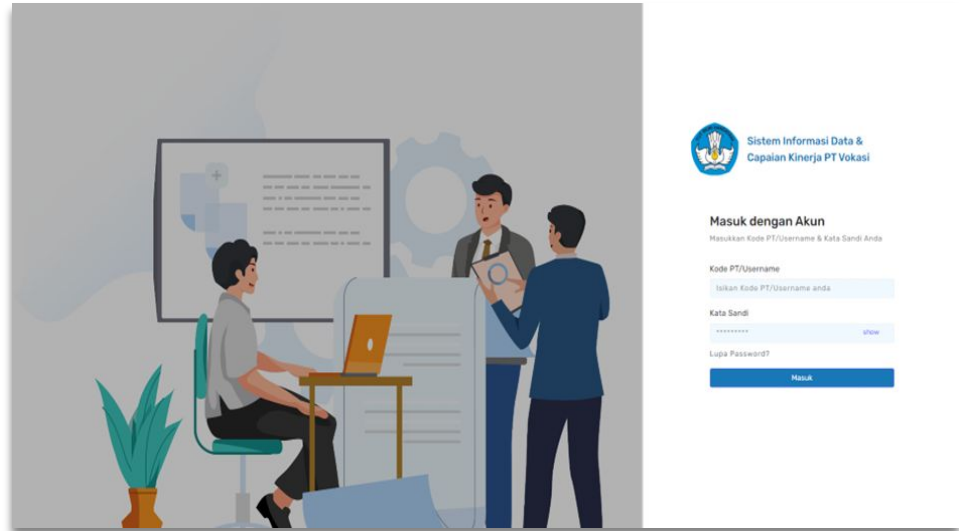 Sistem Informasi Data &
Capaian Kinerja PT Vokasi
Masuk dengan Akun
Masukkan Kode PT/Username & Kata Sandi Anda
Kode PT/Username
Isikan Kode PT/Username anda
Kata Sandi
*********
show
Lupa Password?
Masuk